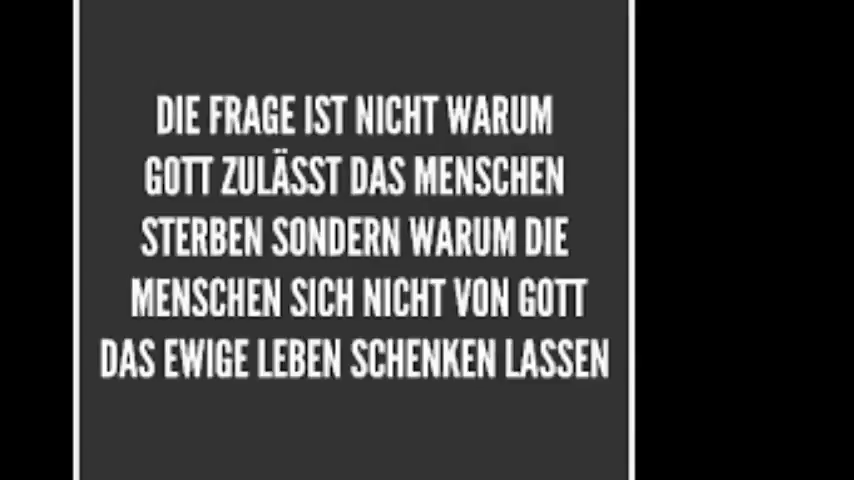 DIE FRAGE IST NICHT WARUM
GOTT ZULÄSST DAS MENSCHEN
STERBEN SONDERN WARUM DIE
MENSCHEN SICH NICHT VON GOTT
DAS EWIGE LEBEN SCHENKEN LASSEN